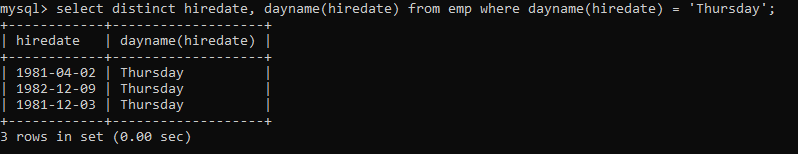 mysql> select distinct hiredate, dayname(hiredate) from emp where dayname(hiredate) = 'Thursday';
+------------+-------------------+
| hiredate   | dayname(hiredate) |
+------------+-------------------+
| 1981-04-02 | Thursday          |
| 1982-12-09 | Thursday          |
| 1981-12-03 | Thursday          |
+------------+-------------------+
3 rows in set (0.00 sec)